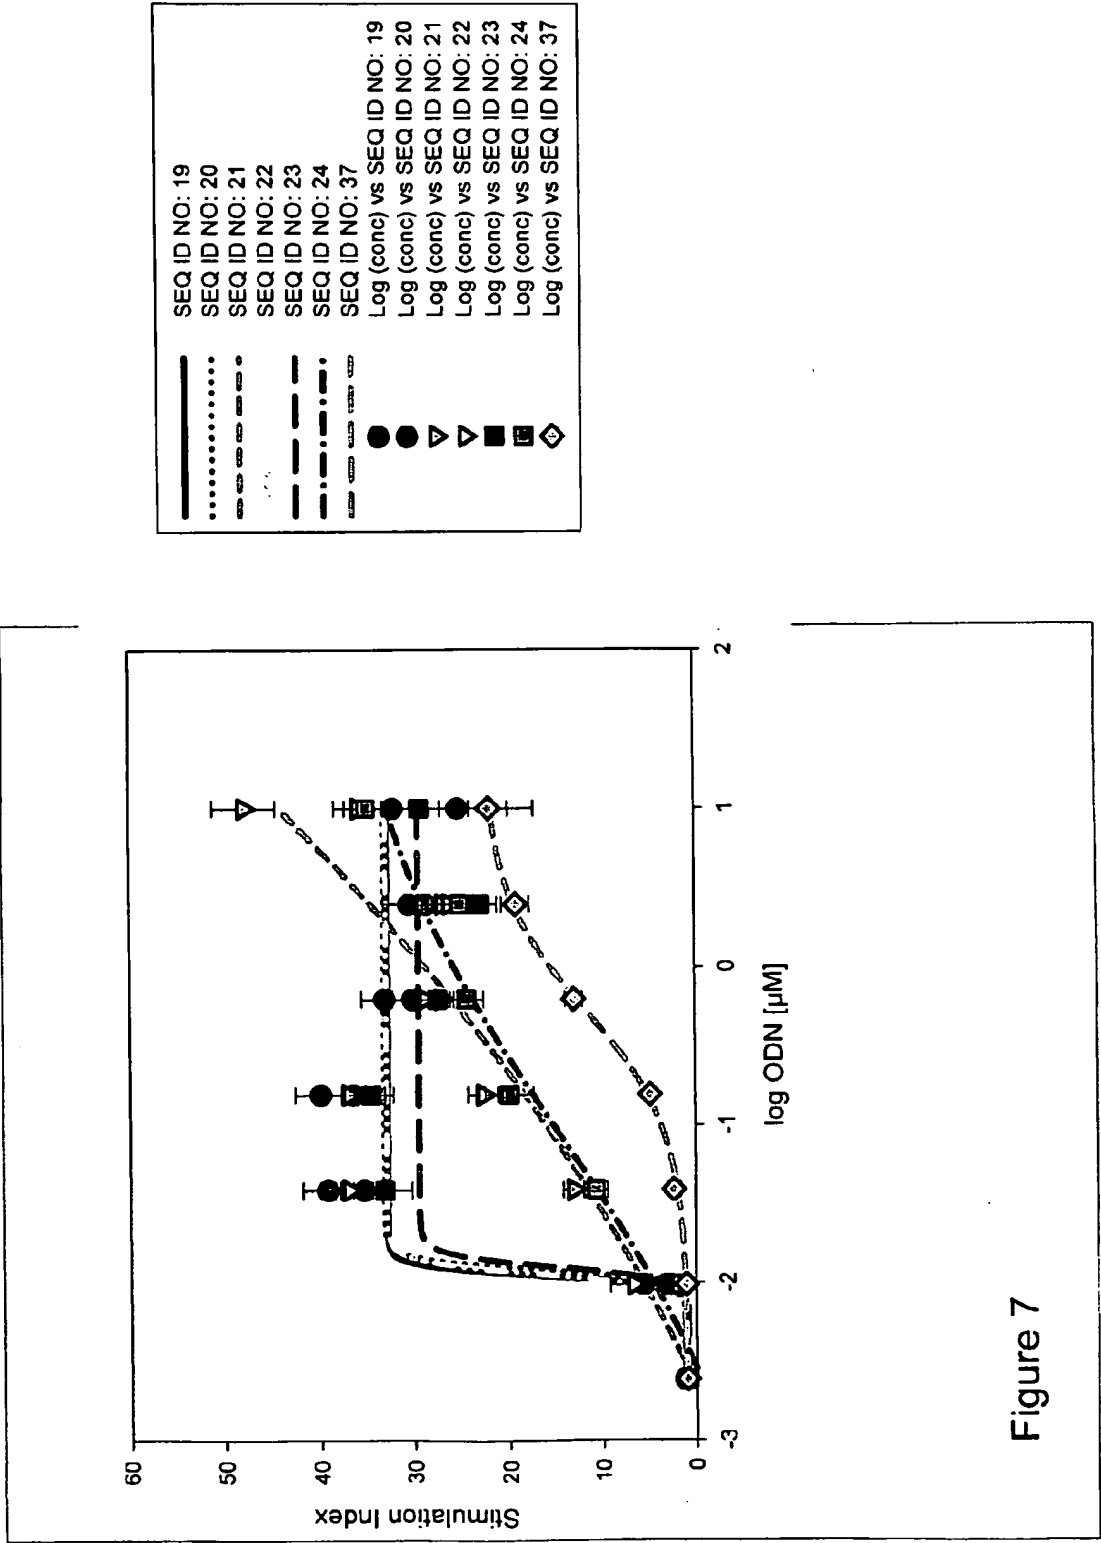 60
50
40
30
20
10
0
Stimulation Index
-3
-2
-1
0
1
2
log ODN [µM]
SEQ ID NO: 19
SEQ ID NO: 20
SEQ ID NO: 21
SEQ ID NO: 22
SEQ ID NO: 23
SEQ ID NO: 24
SEQ ID NO: 37
Log (conc) vs SEQ ID NO: 19
Log (conc) vs SEQ ID NO: 20
Log (conc) vs SEQ ID NO: 21
Log (conc) vs SEQ ID NO: 22
Log (conc) vs SEQ ID NO: 23
Log (conc) vs SEQ ID NO: 24
Log (conc) vs SEQ ID NO: 37
Figure 7